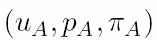 (u_A, p_A, π_A)